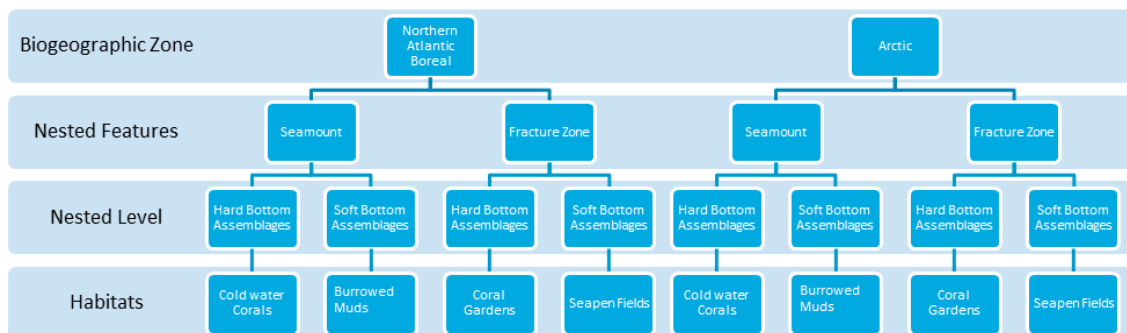 Biogeographic Zone
Northern
Atlantic
Boreal
Arctic
Nested Features
Seamount
Fracture Zone
Seamount
Fracture Zone
Nested Level
Hard Bottom
Assemblages
Soft Bottom
Assemblages
Hard Bottom
Assemblages
Soft Bottom
Assemblages
Hard Bottom
Assemblages
Soft Bottom
Assemblages
Hard Bottom
Assemblages
Soft Bottom
Assemblages
Habitats
Cold water
Corals
Burrowed
Muds
Coral
Gardens
Seapen Fields
Cold water
Corals
Burrowed
Muds
Coral
Gardens
Seapen Fields